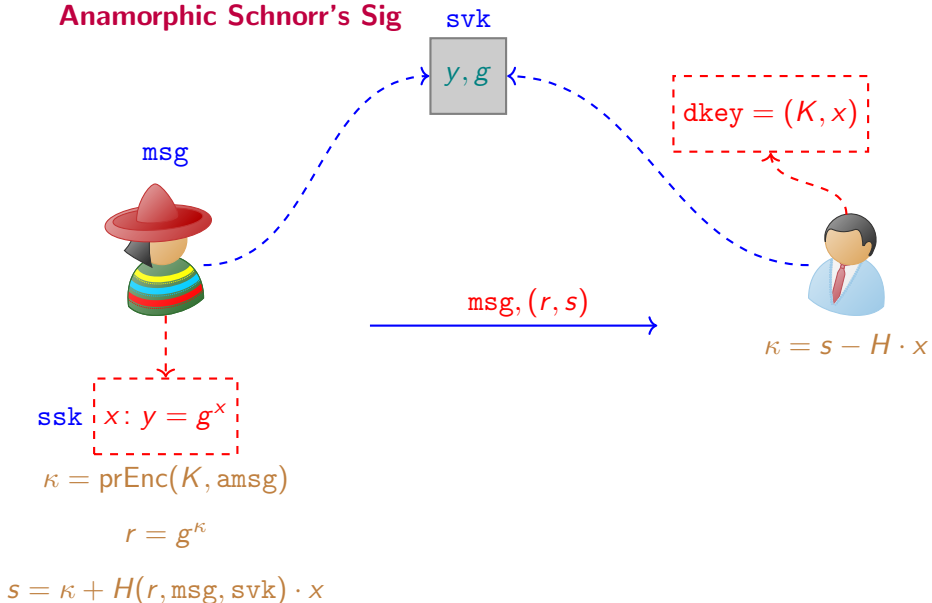 Anamorphic Schnorr's Sig
svk
y, g
dkey = (K, x)
msg
msg, (r, s)
κ = s − H · x
ssk
x: y = g^x
κ = prEnc(K, amsg)
r = g^κ
s = κ + H(r, msg, svk) · x